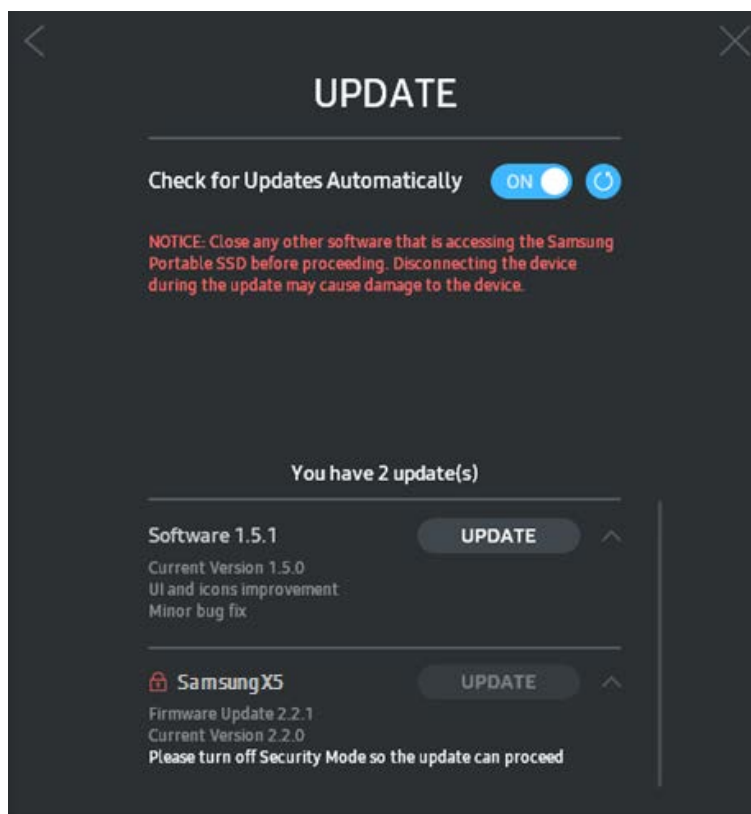 UPDATE
Check for Updates Automatically ON
NOTICE: Close any other software that is accessing the Samsung
Portable SSD before proceeding. Disconnecting the device
during the update may cause damage to the device.
You have 2 update(s)
Software 1.5.1 UPDATE
Current Version 1.5.0
UI and icons improvement
Minor bug fix
Samsung X5 UPDATE
Firmware Update 2.2.1
Current Version 2.2.0
Please turn off Security Mode so the update can proceed